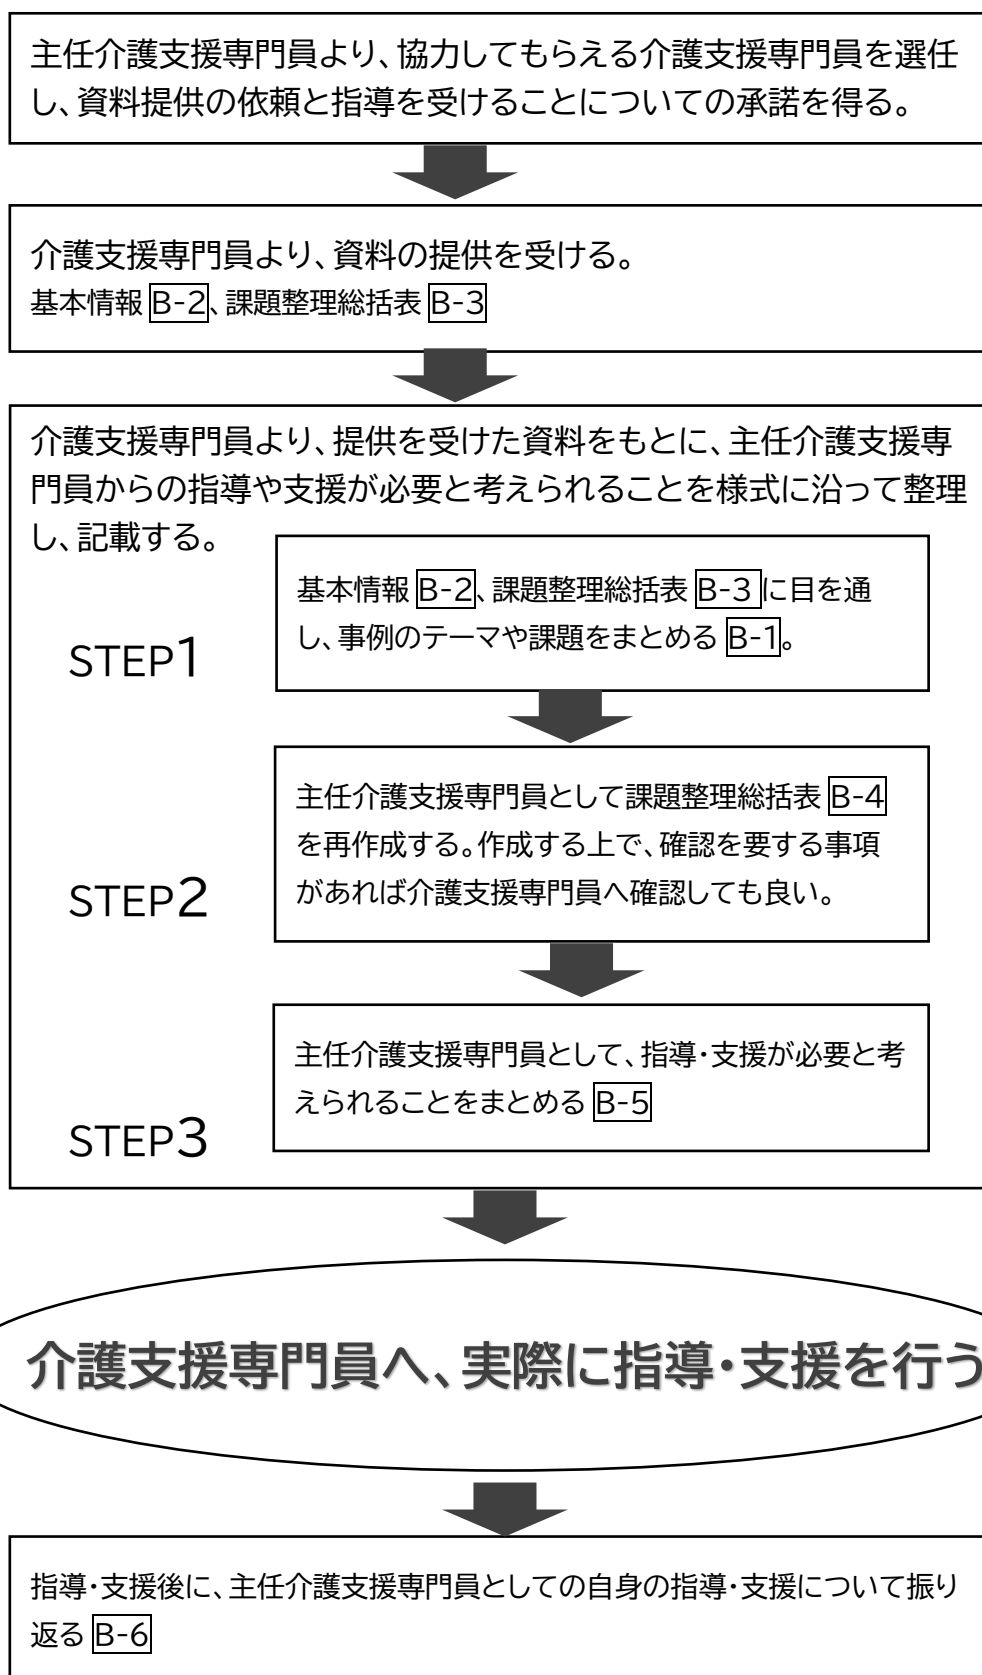 主任介護支援専門員より、協力してもらえる介護支援専門員を選任
し、資料提供の依頼と指導を受けることについての承諾を得る。
介護支援専門員より、資料の提供を受ける。
基本情報 B-2、課題整理総括表 B-3
介護支援専門員より、提供を受けた資料をもとに、主任介護支援専
門員からの指導や支援が必要と考えられることを様式に沿って整理
し、記載する。
STEP1
基本情報 B-2、課題整理総括表 B-3 に目を通
し、事例のテーマや課題をまとめる B-1。
STEP2
主任介護支援専門員として課題整理総括表 B-4
を再作成する。作成する上で、確認を要する事項
があれば介護支援専門員へ確認しても良い。
STEP3
主任介護支援専門員として、指導・支援が必要と考
えられることをまとめる B-5
介護支援専門員へ、実際に指導・支援を行う
指導・支援後に、主任介護支援専門員としての自身の指導・支援について振り
返る B-6